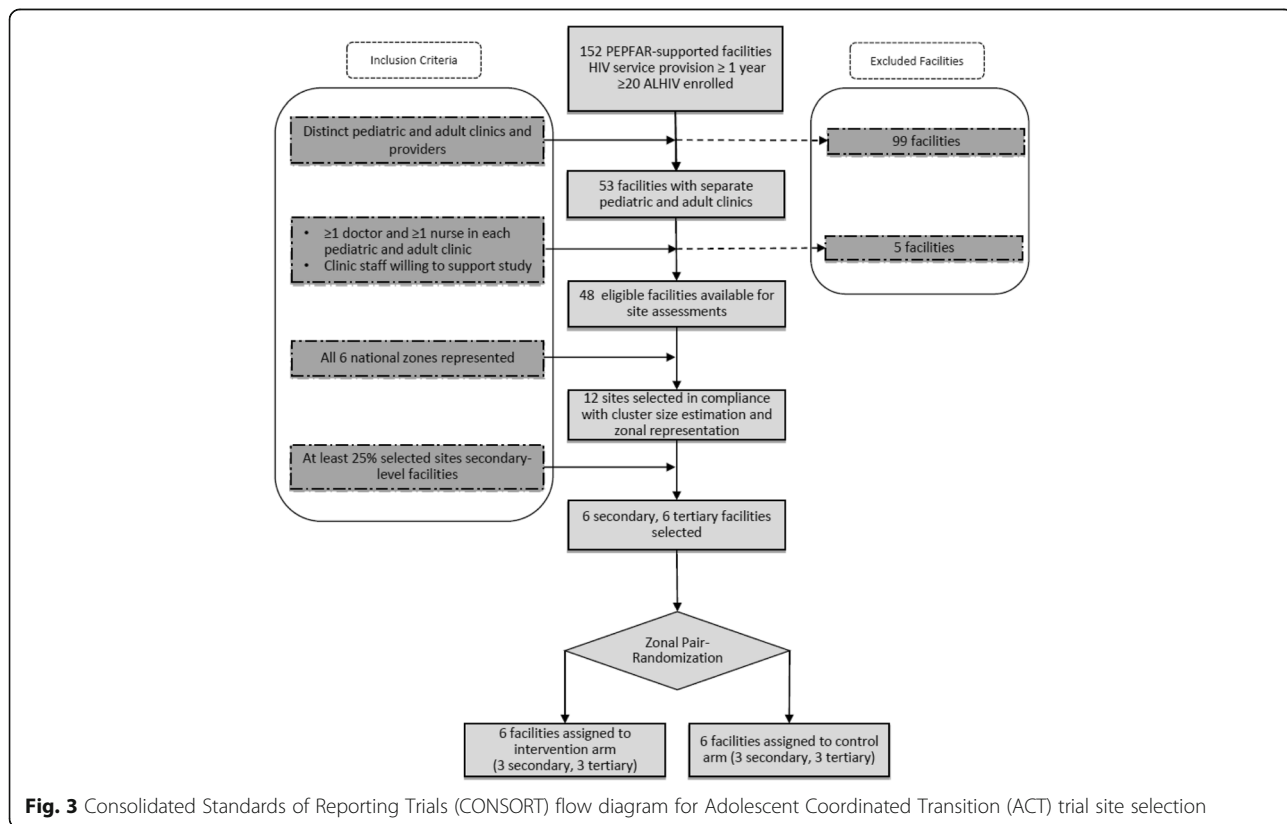 152 PEPFAR-supported facilities
HIV service provision ≥ 1 year
≥20 ALHIV enrolled
Inclusion Criteria
Excluded Facilities
Distinct pediatric and adult clinics and
providers
99 facilities
53 facilities with separate
pediatric and adult clinics
• ≥1 doctor and ≥1 nurse in each
pediatric and adult clinic
• Clinic staff willing to support study
5 facilities
48 eligible facilities available for
site assessments
All 6 national zones represented
12 sites selected in compliance
with cluster size estimation and
zonal representation
At least 25% selected sites secondary-
level facilities
6 secondary, 6 tertiary facilities
selected
Zonal Pair-
Randomization
6 facilities assigned to
intervention arm
(3 secondary, 3 tertiary)
6 facilities assigned to control
arm (3 secondary, 3 tertiary)
Fig. 3 Consolidated Standards of Reporting Trials (CONSORT) flow diagram for Adolescent Coordinated Transition (ACT) trial site selection